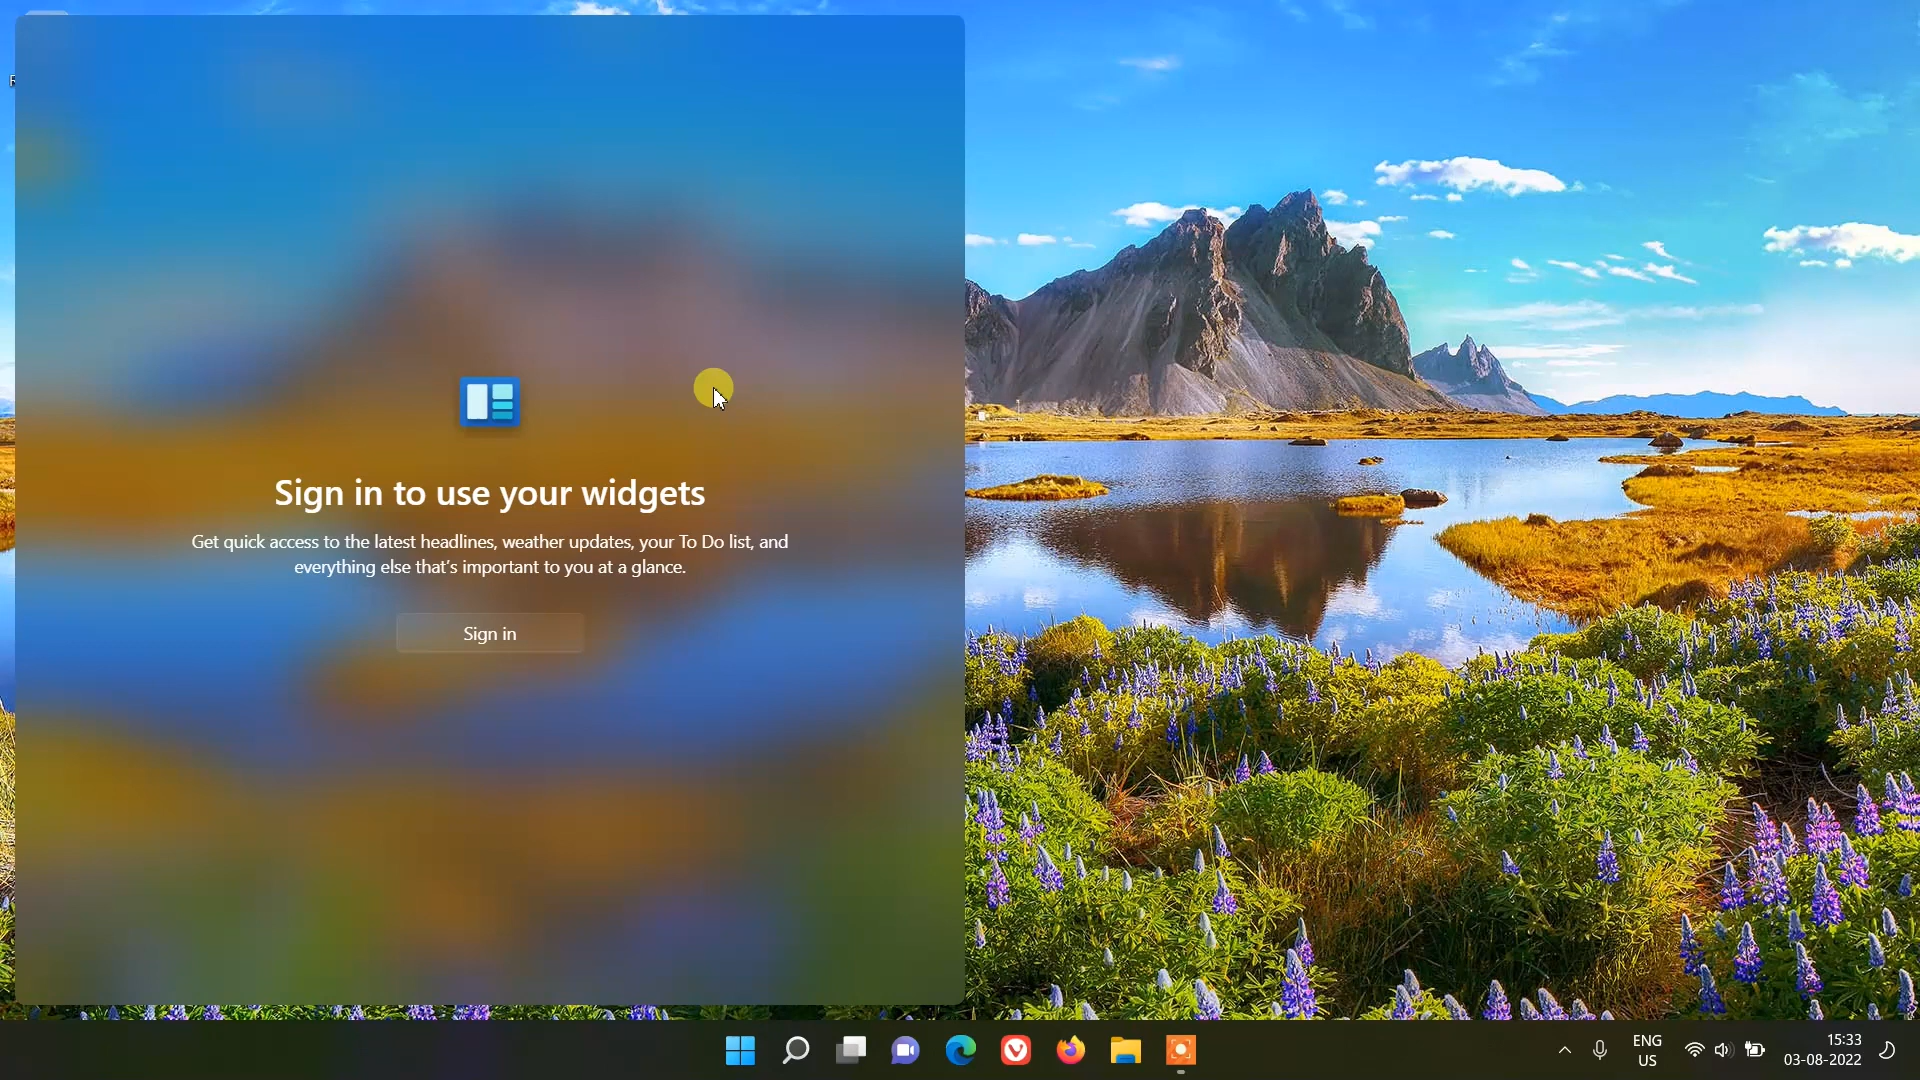 Sign in to use your widgets
Get quick access to the latest headlines, weather updates, your To Do list, and
everything else that's important to you at a glance.
Sign in
ENG
US
15:33
03-08-2022